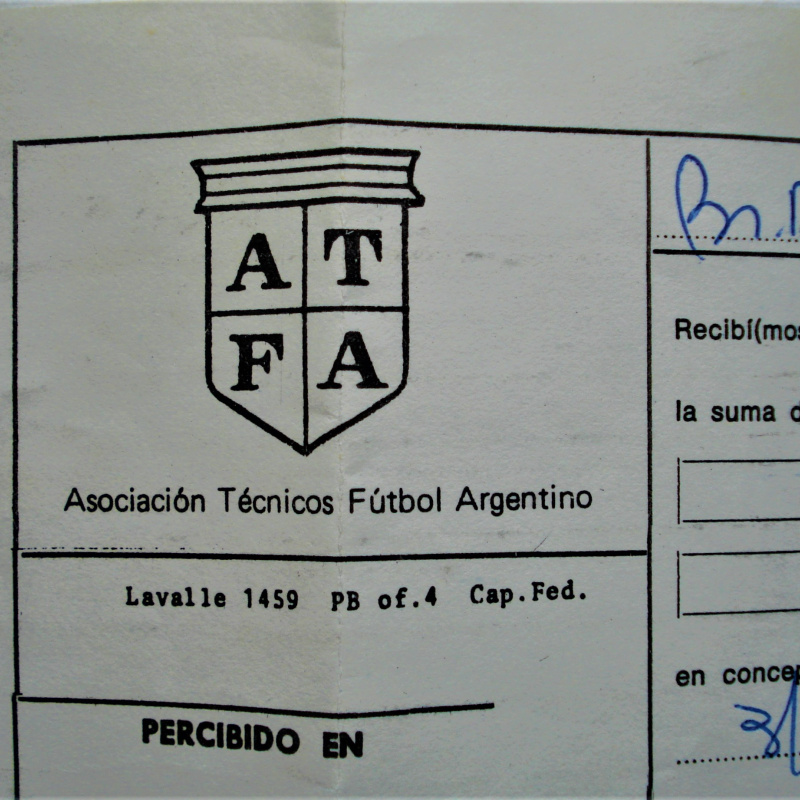 A T
F A
Asociación Técnicos Fútbol Argentino
Lavalle 1459 PB of.4 Cap.Fed.
PERCIBIDO EN
Recibí(mos
la suma d
en concep